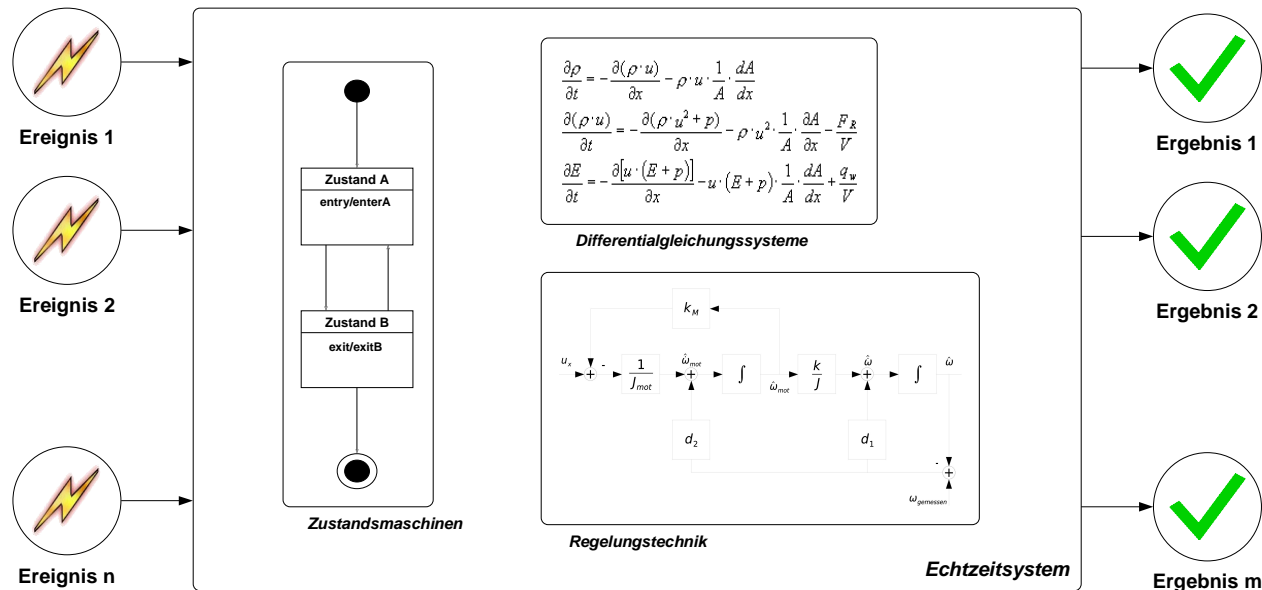 Ereignis 1
Ereignis 2
Ereignis n
Zustand A
entry/enterA
Zustand B
exit/exitB
Zustandsmaschinen
∂ρ/∂t = −∂(ρ·u)/∂x − ρ·u·1/A·dA/dx
∂(ρ·u)/∂t = −∂(ρ·u²+p)/∂x − ρ·u²·1/A·∂A/∂x − F_R/V
∂E/∂t = −∂[u·(E+p)]/∂x − u·(E+p)·1/A·dA/dx + q_w/V
Differentialgleichungssysteme
k_M
u_x + - 1/J_mot ω̂̇_mot + ∫ ω̂_mot k/J ω̂̇ + ∫ ω̂
d_2 d_1
- +
ω_gemessen
Regelungstechnik
Echtzeitsystem
Ergebnis 1
Ergebnis 2
Ergebnis m